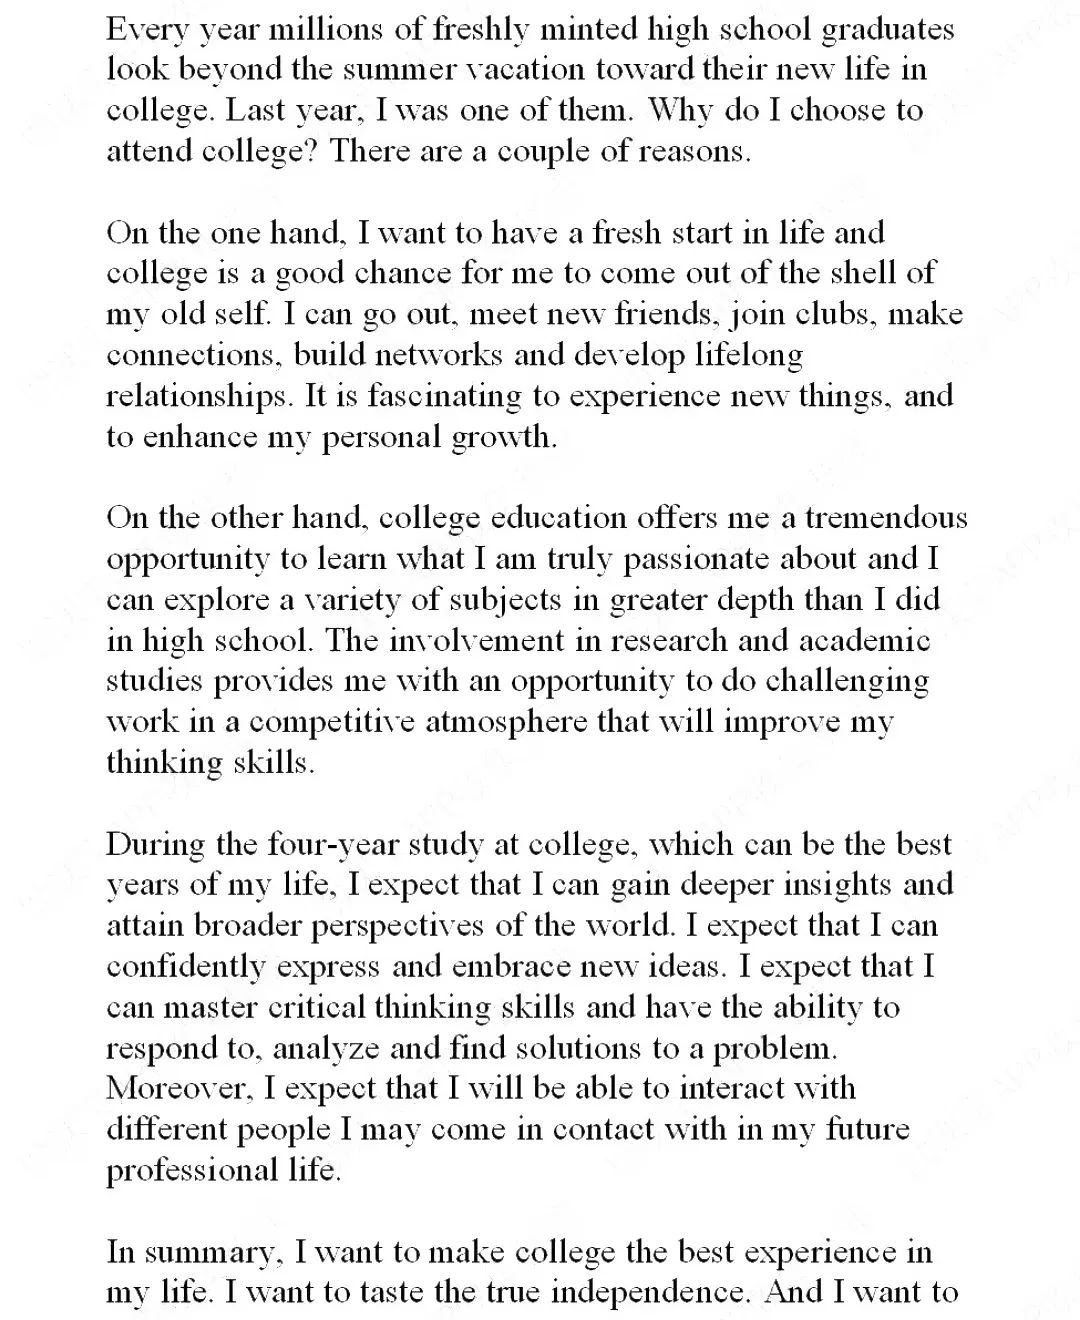 Every year millions of freshly minted high school graduates
look beyond the summer vacation toward their new life in
college. Last year, I was one of them. Why do I choose to
attend college? There are a couple of reasons.
On the one hand, I want to have a fresh start in life and
college is a good chance for me to come out of the shell of
my old self. I can go out, meet new friends, join clubs, make
connections, build networks and develop lifelong
relationships. It is fascinating to experience new things, and
to enhance my personal growth.
On the other hand, college education offers me a tremendous
opportunity to learn what I am truly passionate about and I
can explore a variety of subjects in greater depth than I did
in high school. The involvement in research and academic
studies provides me with an opportunity to do challenging
work in a competitive atmosphere that will improve my
thinking skills.
During the four-year study at college, which can be the best
years of my life, I expect that I can gain deeper insights and
attain broader perspectives of the world. I expect that I can
confidently express and embrace new ideas. I expect that I
can master critical thinking skills and have the ability to
respond to, analyze and find solutions to a problem.
Moreover, I expect that I will be able to interact with
different people I may come in contact with in my future
professional life.
In summary, I want to make college the best experience in
my life. I want to taste the true independence. And I want to